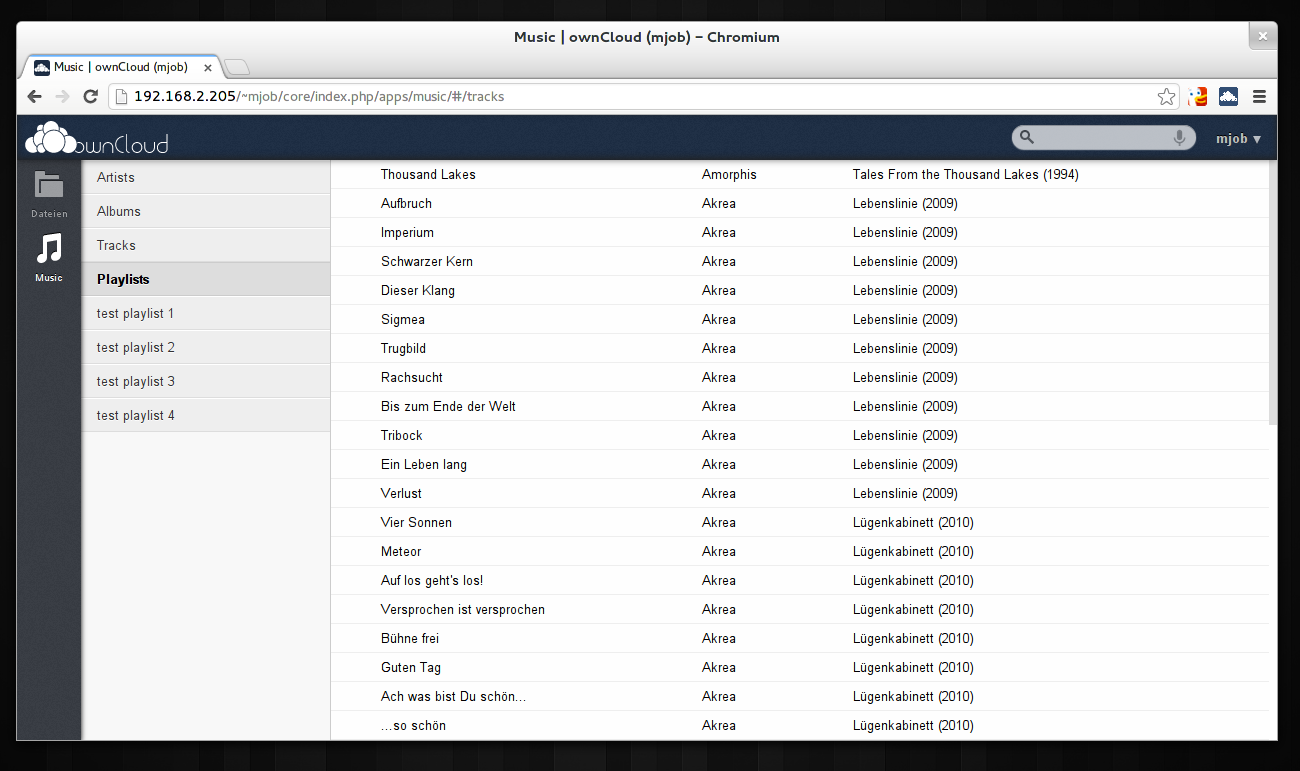 Music | ownCloud (mjob) – Chromium
Music | ownCloud (mjob)
192.168.2.205/~mjob/core/index.php/apps/music/#/tracks
ownCloud
mjob
Dateien
Music
Artists
Albums
Tracks
Playlists
test playlist 1
test playlist 2
test playlist 3
test playlist 4
Thousand Lakes Amorphis Tales From the Thousand Lakes (1994)
Aufbruch Akrea Lebenslinie (2009)
Imperium Akrea Lebenslinie (2009)
Schwarzer Kern Akrea Lebenslinie (2009)
Dieser Klang Akrea Lebenslinie (2009)
Sigmea Akrea Lebenslinie (2009)
Trugbild Akrea Lebenslinie (2009)
Rachsucht Akrea Lebenslinie (2009)
Bis zum Ende der Welt Akrea Lebenslinie (2009)
Tribock Akrea Lebenslinie (2009)
Ein Leben lang Akrea Lebenslinie (2009)
Verlust Akrea Lebenslinie (2009)
Vier Sonnen Akrea Lügenkabinett (2010)
Meteor Akrea Lügenkabinett (2010)
Auf los geht's los! Akrea Lügenkabinett (2010)
Versprochen ist versprochen Akrea Lügenkabinett (2010)
Bühne frei Akrea Lügenkabinett (2010)
Guten Tag Akrea Lügenkabinett (2010)
Ach was bist Du schön... Akrea Lügenkabinett (2010)
...so schön Akrea Lügenkabinett (2010)